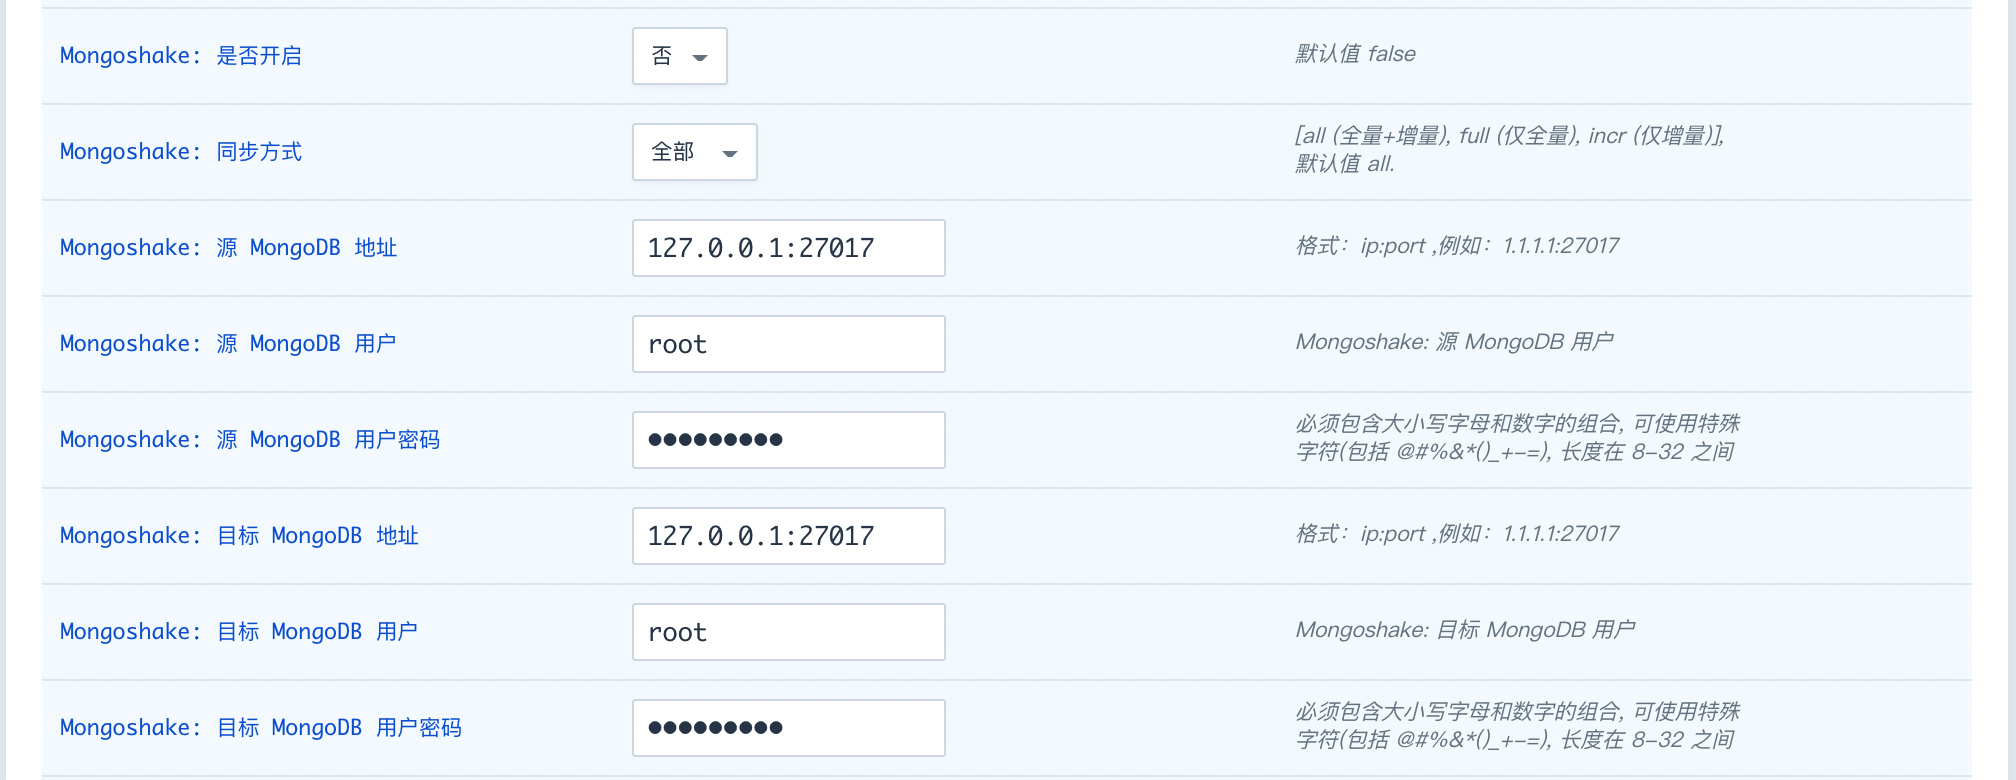 Mongoshake: 是否开启
否
默认值 false
Mongoshake: 同步方式
全部
[all (全量+增量), full (仅全量), incr (仅增量)],
默认值 all.
Mongoshake: 源 MongoDB 地址
127.0.0.1:27017
格式：ip:port ,例如：1.1.1.1:27017
Mongoshake: 源 MongoDB 用户
root
Mongoshake: 源 MongoDB 用户
Mongoshake: 源 MongoDB 用户密码
●●●●●●●●●
必须包含大小写字母和数字的组合, 可使用特殊
字符(包括 @#%&*()_+-=), 长度在 8-32 之间
Mongoshake: 目标 MongoDB 地址
127.0.0.1:27017
格式：ip:port ,例如：1.1.1.1:27017
Mongoshake: 目标 MongoDB 用户
root
Mongoshake: 目标 MongoDB 用户
Mongoshake: 目标 MongoDB 用户密码
●●●●●●●●●
必须包含大小写字母和数字的组合, 可使用特殊
字符(包括 @#%&*()_+-=), 长度在 8-32 之间